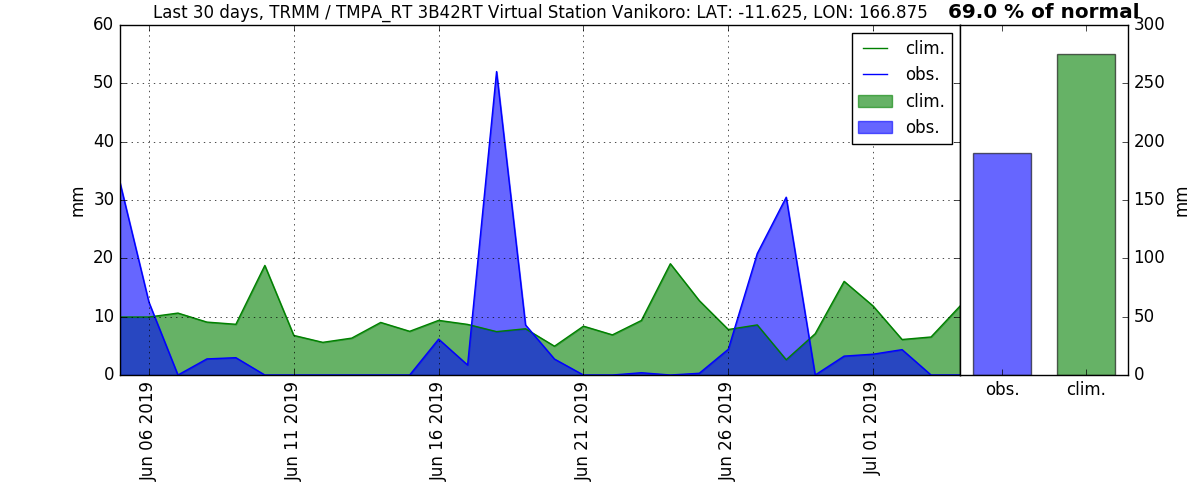 Last 30 days, TRMM / TMPA_RT 3B42RT Virtual Station Vanikoro: LAT: -11.625, LON: 166.875
69.0 % of normal
60
50
40
30
20
10
0
mm
clim.
obs.
clim.
obs.
Jun 06 2019
Jun 11 2019
Jun 16 2019
Jun 21 2019
Jun 26 2019
Jul 01 2019
300
250
200
150
100
50
0
mm
obs.
clim.